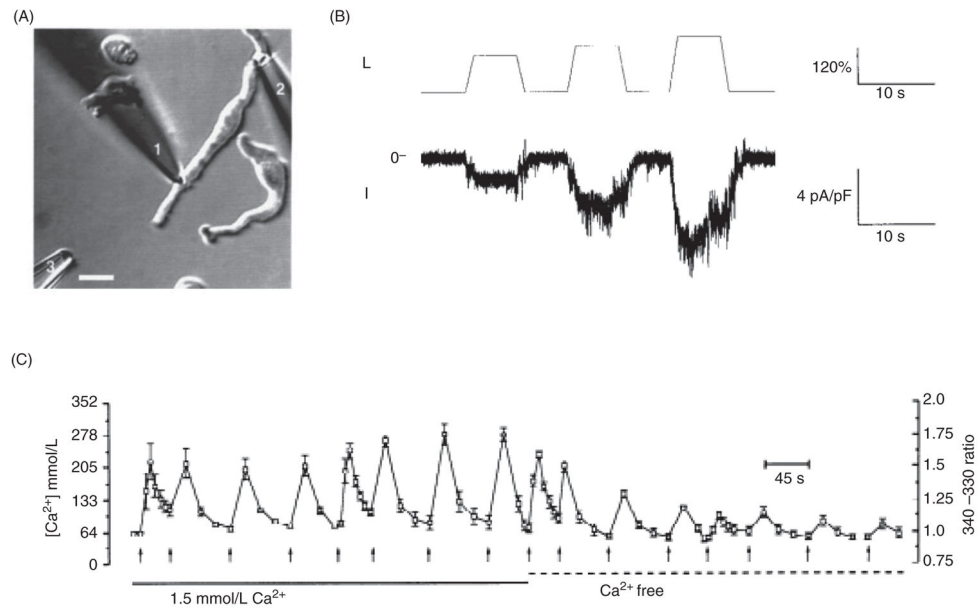 (A)
1
2
3
(B)
L
120%
10 s
0–
I
4 pA/pF
10 s
(C)
[Ca²⁺] mmol/L
352
278
205
133
64
0
2.0
1.75
1.5
1.25
1.0
0.75
340 –330 ratio
45 s
1.5 mmol/L Ca²⁺
Ca²⁺ free